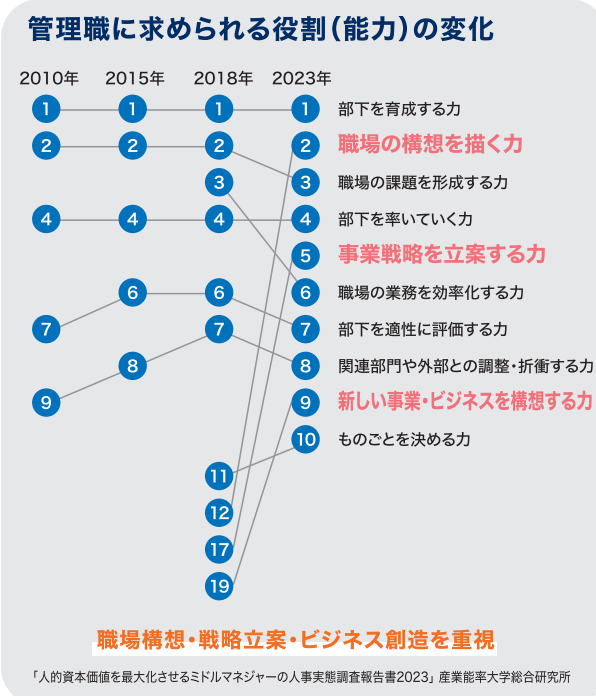 管理職に求められる役割（能力）の変化
2010年 2015年 2018年 2023年
1 1 1 1 部下を育成する力
2 2 2 2 職場の構想を描く力
3 3 職場の課題を形成する力
4 4 4 4 部下を率いていく力
5 事業戦略を立案する力
6 6 6 職場の業務を効率化する力
7 7 部下を適性に評価する力
8 7 8 関連部門や外部との調整・折衝する力
9 9 新しい事業・ビジネスを構想する力
10 ものごとを決める力
11
12
17
19
職場構想・戦略立案・ビジネス創造を重視
「人的資本価値を最大化させるミドルマネジャーの人事実態調査報告書2023」産業能率大学総合研究所